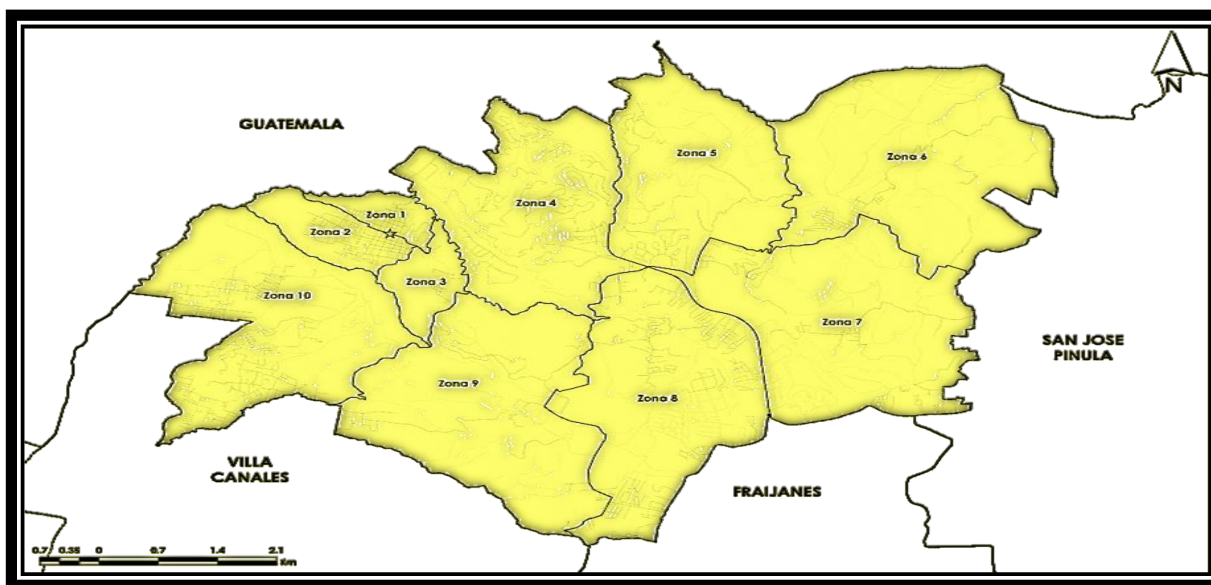 N
GUATEMALA
Zona 5
Zona 6
Zona 4
Zona 1
Zona 2
Zona 3
Zona 10
Zona 7
SAN JOSE
PINULA
Zona 9
Zona 8
VILLA
CANALES
FRAIJANES
0.7 0.35 0 0.7 1.4 2.1
Km